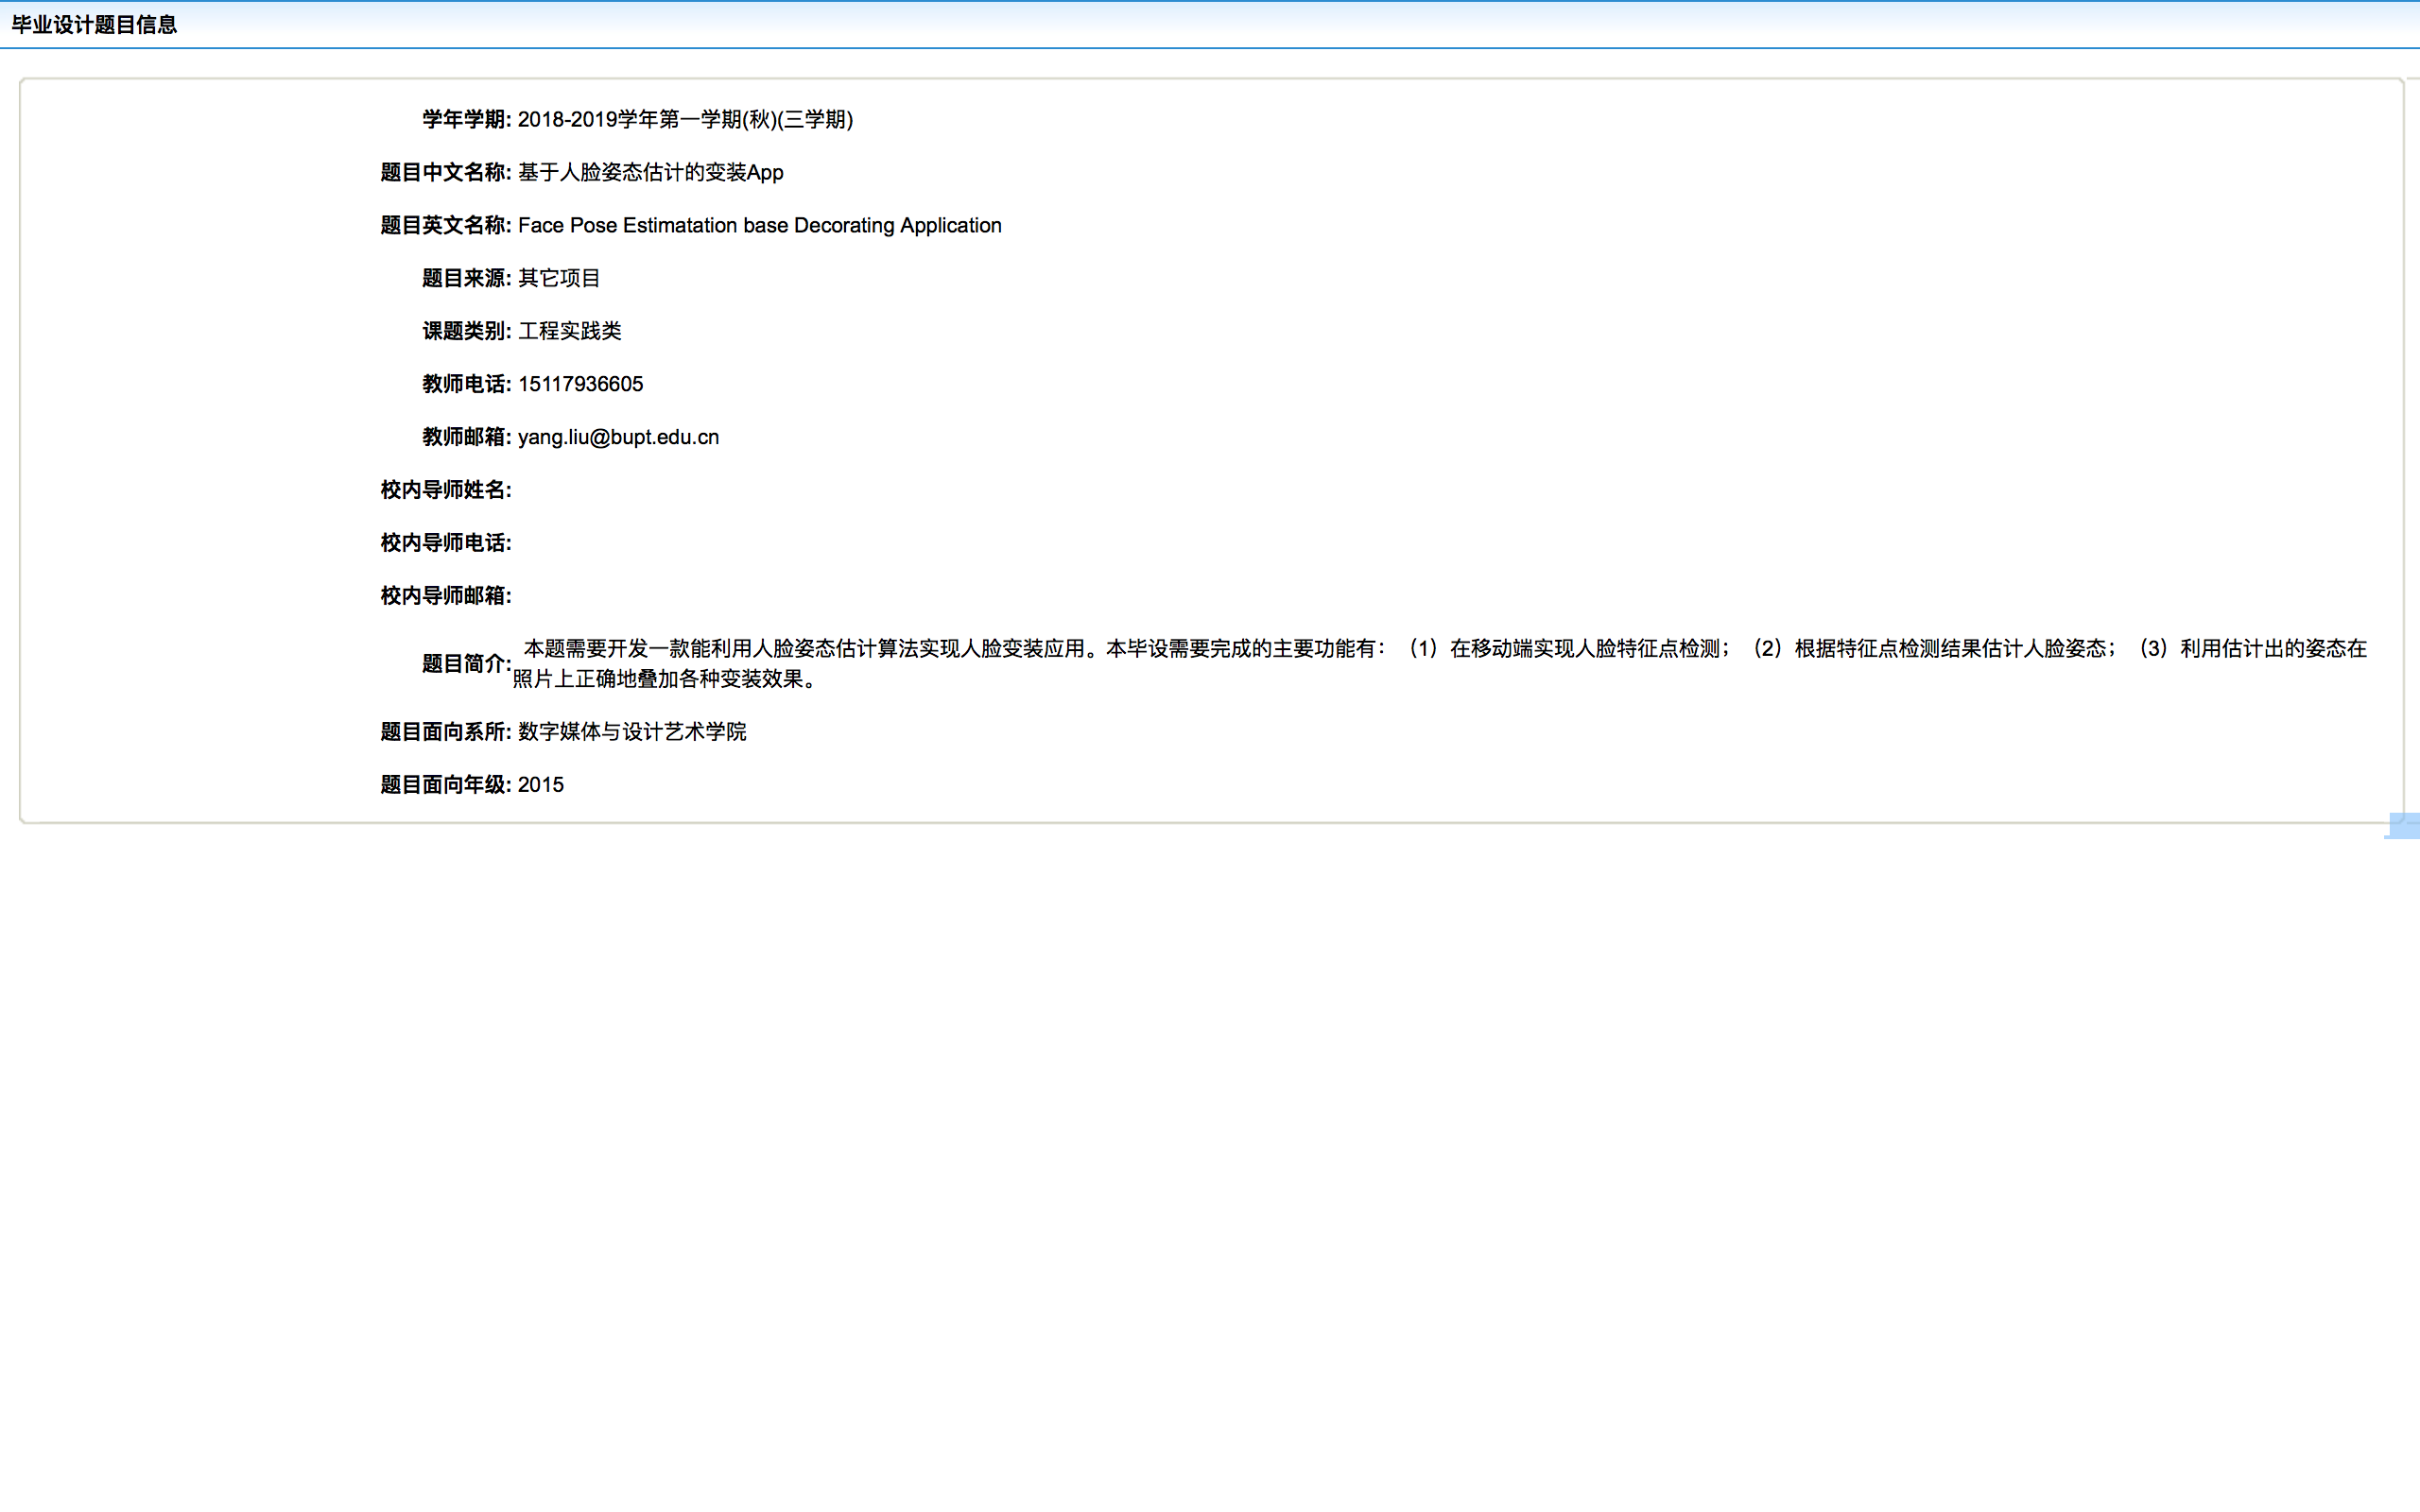 毕业设计题目信息
学年学期: 2018-2019学年第一学期(秋)(三学期)
题目中文名称: 基于人脸姿态估计的变装App
题目英文名称: Face Pose Estimatation base Decorating Application
题目来源: 其它项目
课题类别: 工程实践类
教师电话: 15117936605
教师邮箱: yang.liu@bupt.edu.cn
校内导师姓名:
校内导师电话:
校内导师邮箱:
题目简介: 本题需要开发一款能利用人脸姿态估计算法实现人脸变装应用。本毕设需要完成的主要功能有：（1）在移动端实现人脸特征点检测；（2）根据特征点检测结果估计人脸姿态；（3）利用估计出的姿态在
照片上正确地叠加各种变装效果。
题目面向系所: 数字媒体与设计艺术学院
题目面向年级: 2015